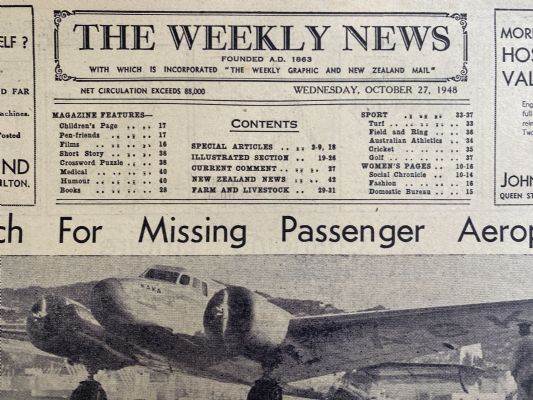 THE WEEKLY NEWS
FOUNDED A.D. 1863
WITH WHICH IS INCORPORATED "THE WEEKLY GRAPHIC AND NEW ZEALAND MAIL"
NET CIRCULATION EXCEEDS 88,000
WEDNESDAY, OCTOBER 27, 1948
MAGAZINE FEATURES—
Children's Page .. 17
Pen-friends .. 17
Films .. 16
Short Story .. 38
Crossword Puzzle .. 38
Medical .. 40
Humour .. 40
Books .. 28
CONTENTS
SPECIAL ARTICLES .. 3-9, 18
ILLUSTRATED SECTION .. 19-26
CURRENT COMMENT .. 27
NEW ZEALAND NEWS .. 42
FARM AND LIVESTOCK .. 29-31
SPORT .. 33-37
Turf .. 33
Field and Ring .. 36
Australian Athletics .. 34
Cricket .. 35
Golf .. 37
WOMEN'S PAGES .. 10-16
Social Chronicle .. 10-14
Fashion .. 16
Domestic Bureau .. 15
ELF ?
ND FAR
achines.
Posted
ND
ILTON.
MORE
HOS
VAL
Eng
full
rein
Two
JOHN
QUEEN ST
ch For Missing Passenger Aerop
KAKA